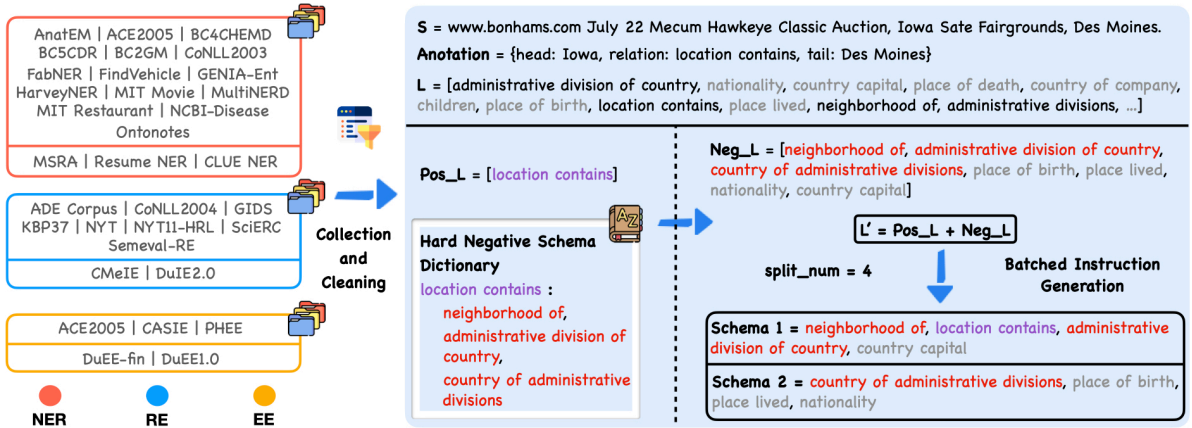 AnatEM | ACE2005 | BC4CHEMD
BC5CDR | BC2GM | CoNLL2003
FabNER | FindVehicle | GENIA-Ent
HarveyNER | MIT Movie | MultiNERD
MIT Restaurant | NCBI-Disease
Ontonotes
MSRA | Resume NER | CLUE NER
ADE Corpus | CoNLL2004 | GIDS
KBP37 | NYT | NYT11-HRL | SciERC
Semeval-RE
CMeIE | DuIE2.0
ACE2005 | CASIE | PHEE
DuEE-fin | DuEE1.0
NER
RE
EE
Collection
and
Cleaning
S = www.bonhams.com July 22 Mecum Hawkeye Classic Auction, Iowa Sate Fairgrounds, Des Moines.
Anotation = {head: Iowa, relation: location contains, tail: Des Moines}
L = [administrative division of country, nationality, country capital, place of death, country of company,
children, place of birth, location contains, place lived, neighborhood of, administrative divisions, ...]
Pos_L = [location contains]
A Z
Hard Negative Schema
Dictionary
location contains :
neighborhood of,
administrative division of
country,
country of administrative
divisions
Neg_L = [neighborhood of, administrative division of country,
country of administrative divisions, place of birth, place lived,
nationality, country capital]
L′ = Pos_L + Neg_L
split_num = 4
Batched Instruction
Generation
Schema 1 = neighborhood of, location contains, administrative
division of country, country capital
Schema 2 = country of administrative divisions, place of birth,
place lived, nationality